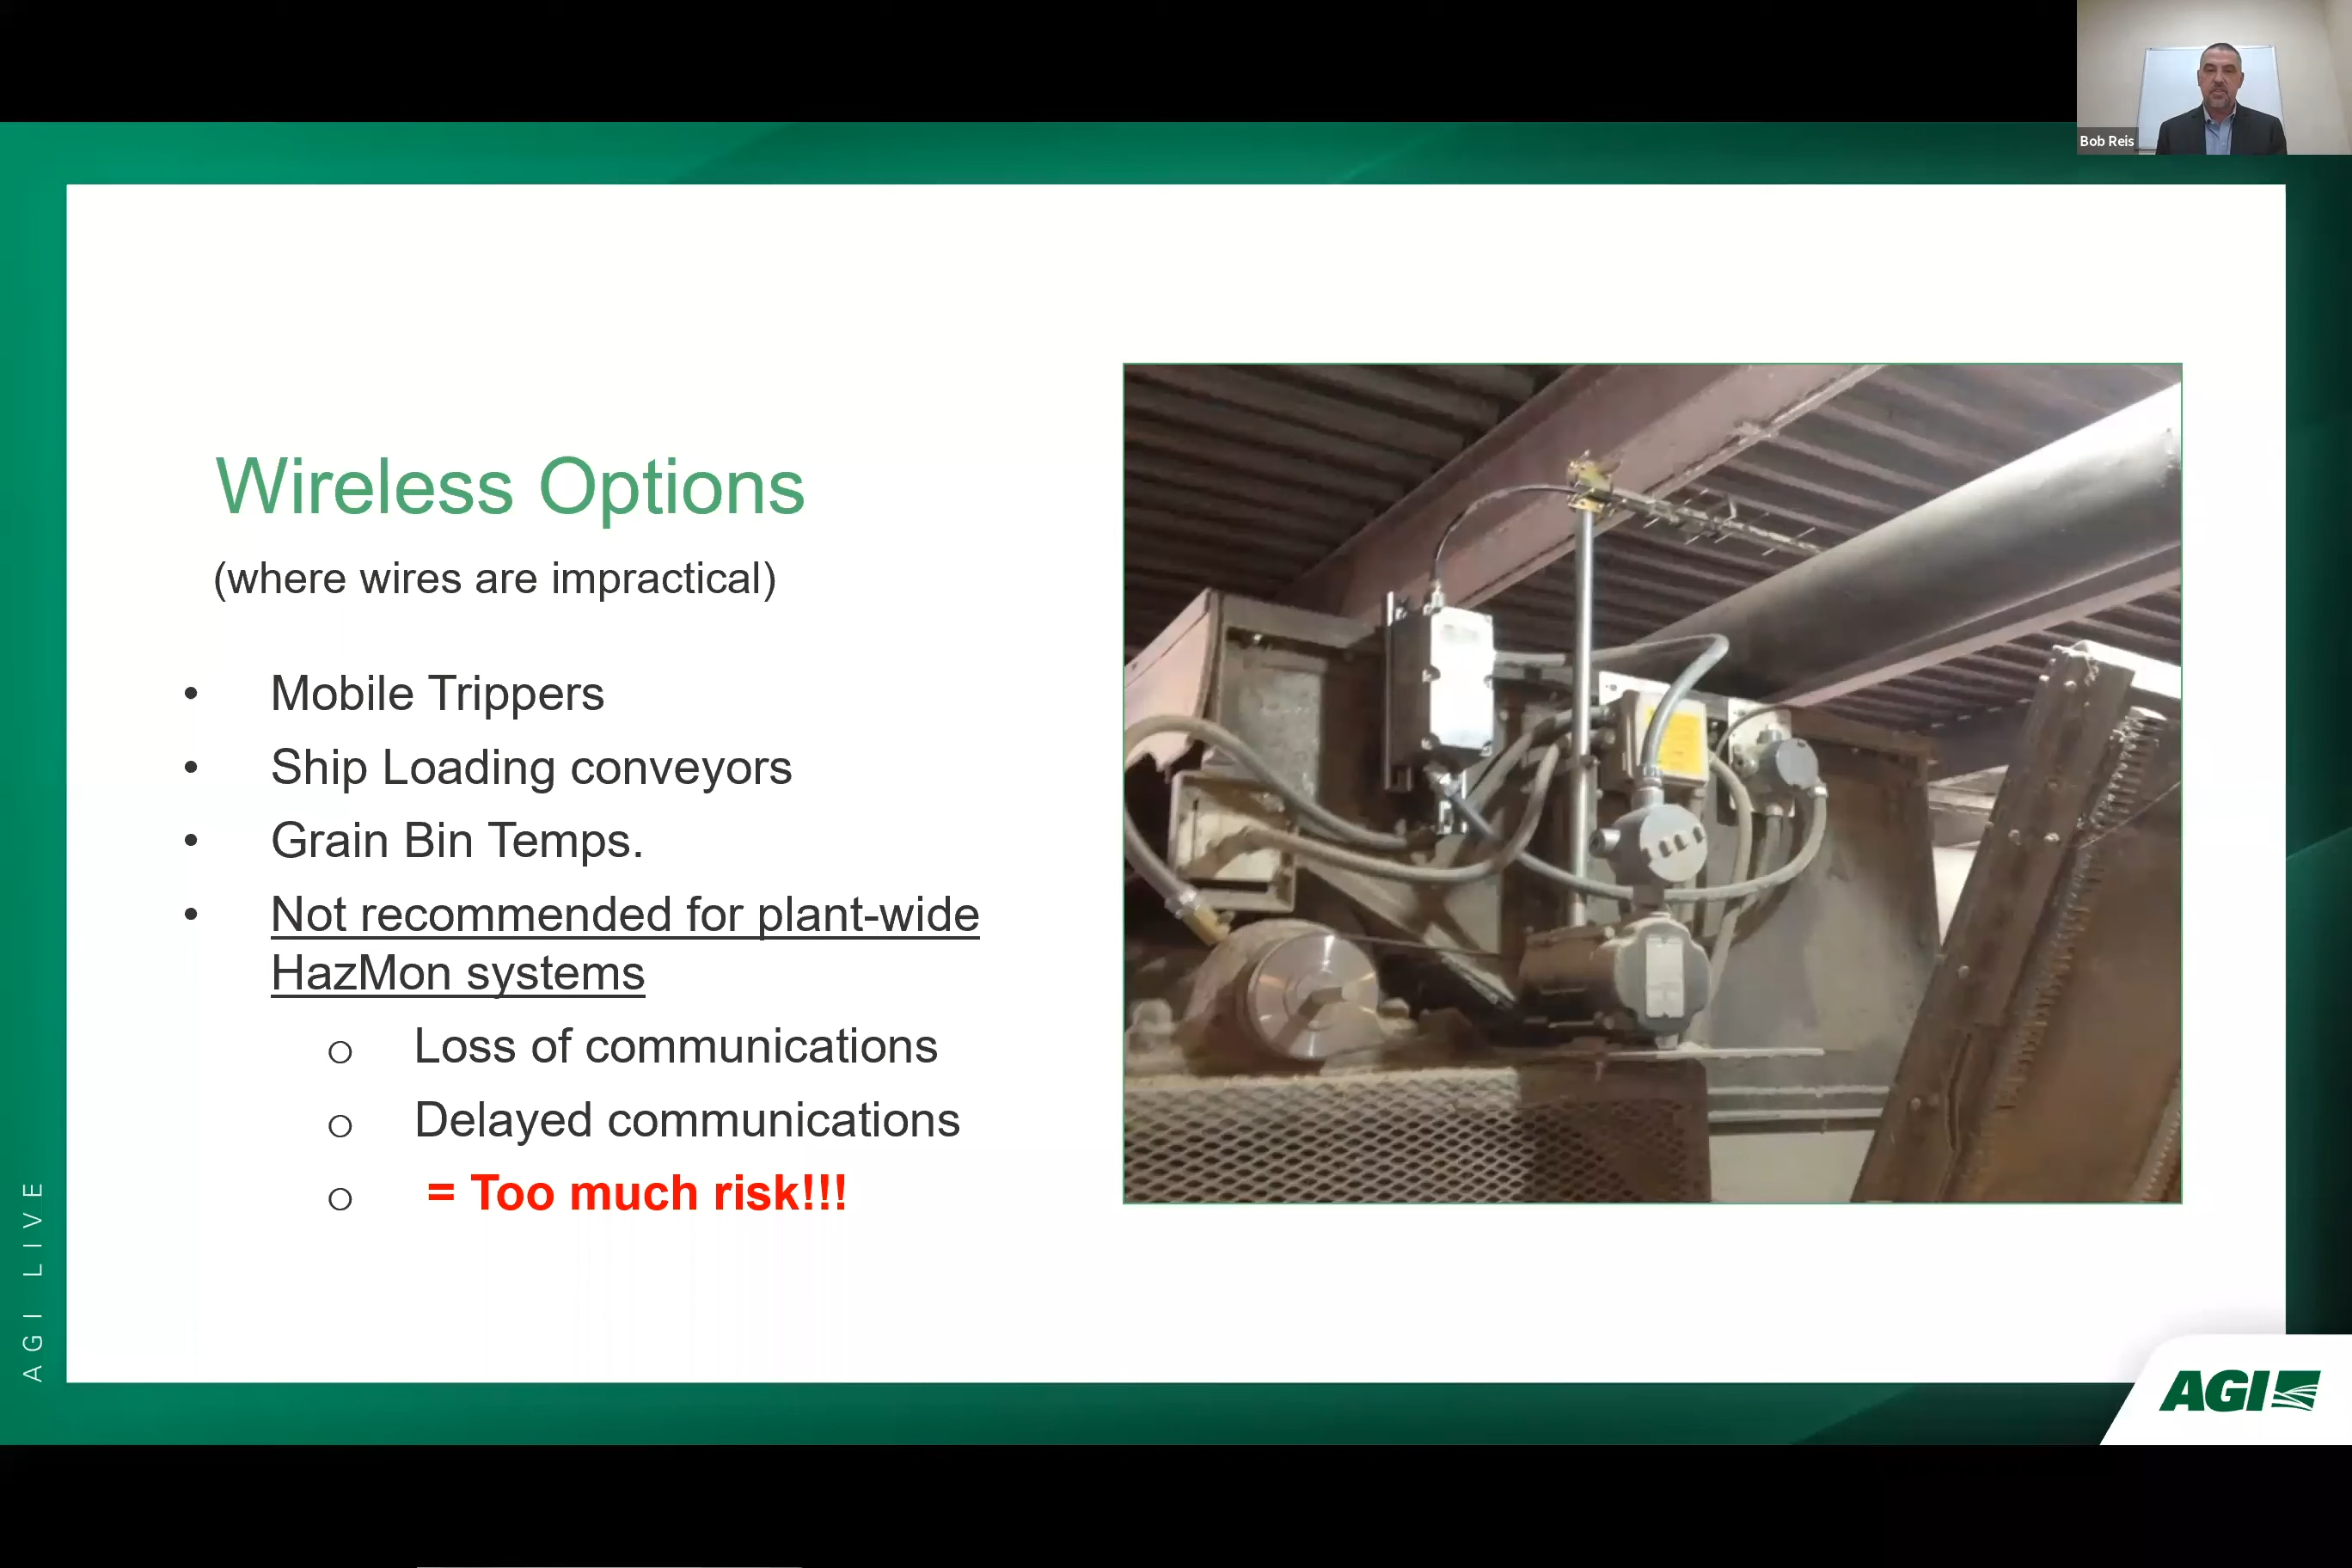 Bob Reis
Wireless Options
(where wires are impractical)
• Mobile Trippers
• Ship Loading conveyors
• Grain Bin Temps.
• Not recommended for plant-wide
HazMon systems
o Loss of communications
o Delayed communications
o = Too much risk!!!
AGI LIVE
AGI